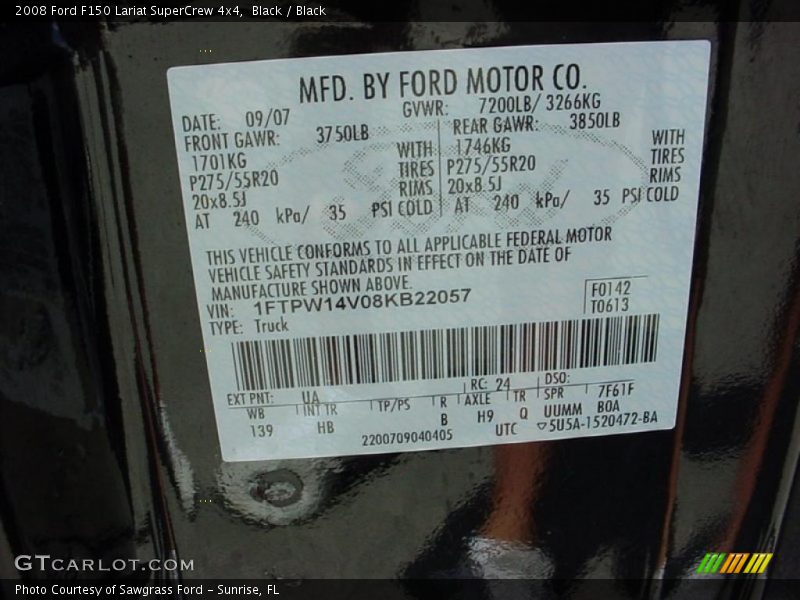 2008 Ford F150 Lariat SuperCrew 4x4, Black / Black
MFD. BY FORD MOTOR CO.
DATE: 09/07 GVWR: 7200LB/ 3266KG
FRONT GAWR: 3750LB REAR GAWR: 3850LB
1701KG WITH 1746KG WITH
P275/55R20 TIRES P275/55R20 TIRES
20x8.5J RIMS 20x8.5J RIMS
AT 240 kPa/ 35 PSI COLD AT 240 kPa/ 35 PSI COLD
THIS VEHICLE CONFORMS TO ALL APPLICABLE FEDERAL MOTOR
VEHICLE SAFETY STANDARDS IN EFFECT ON THE DATE OF
MANUFACTURE SHOWN ABOVE.
VIN: 1FTPW14V08KB22057 F0142
TYPE: Truck T0613
EXT PNT: UA RC: 24 DSO:
WB INT TR TP/PS R AXLE TR SPR 7F61F
139 HB B H9 Q UUMM BOA
2200709040405 UTC ▽5U5A-1520472-BA
GTCARLOT.COM
Photo Courtesy of Sawgrass Ford - Sunrise, FL